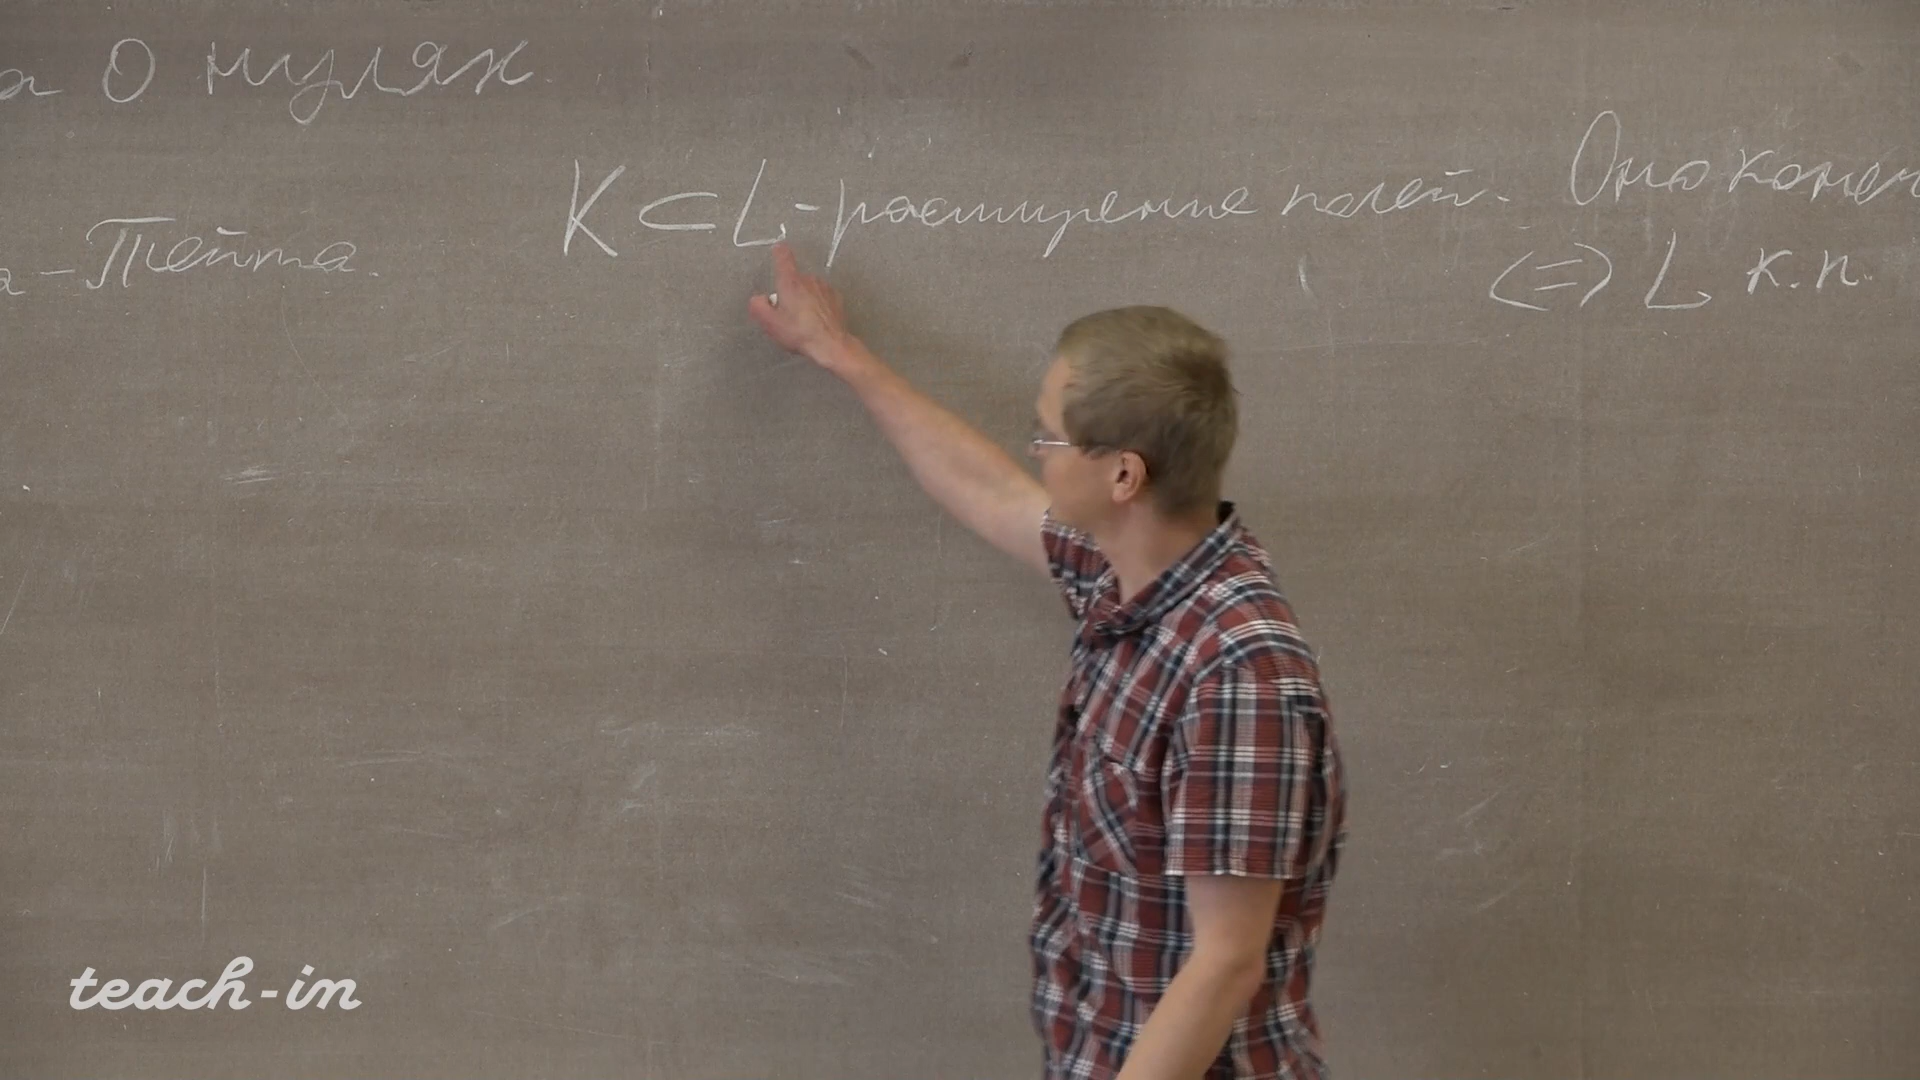 а О нулях
а-Тейта.
K ⊂ L - расширение полей. Оно конеч
(=) L к.п.
teach-in